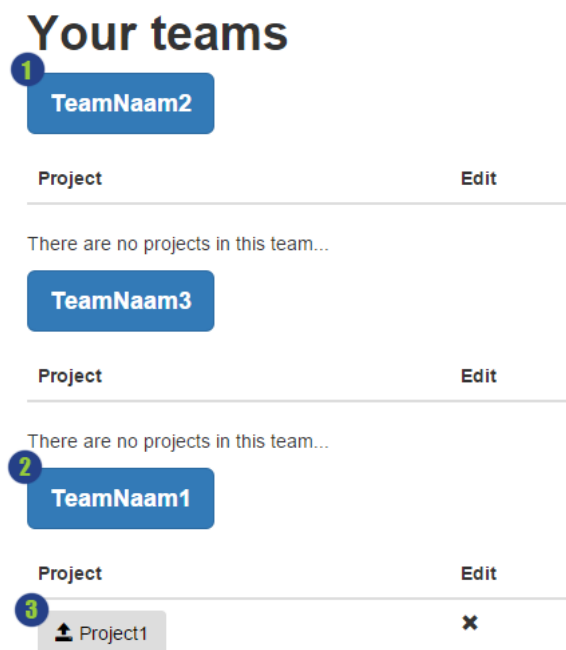 Your teams
1
TeamNaam2
Project Edit
There are no projects in this team...
TeamNaam3
Project Edit
There are no projects in this team...
2
TeamNaam1
Project Edit
3
Project1